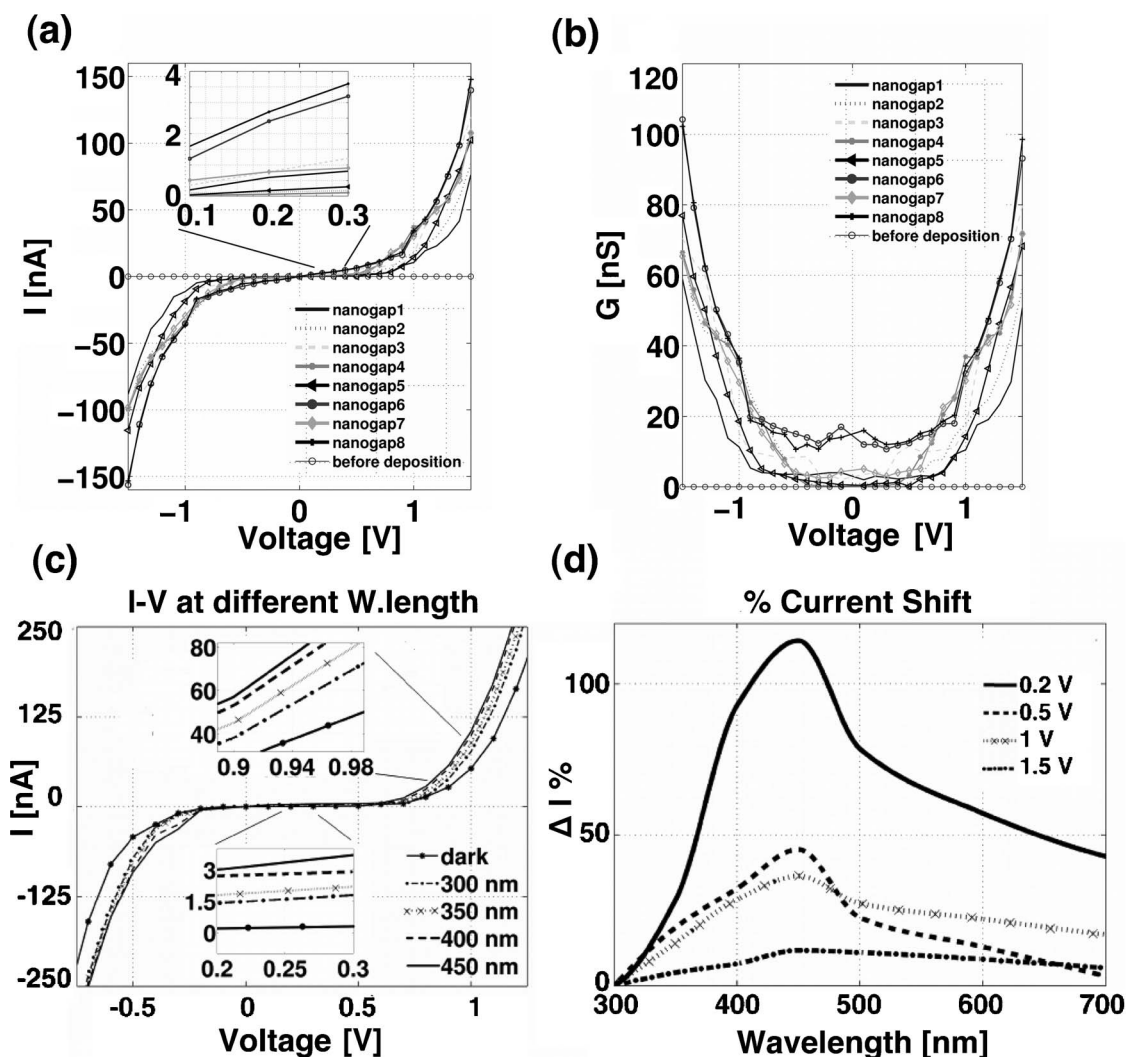 (a)
I [nA]
150
100
50
0
−50
−100
−150
−1
0
1
Voltage [V]
4
2
0
0.1
0.2
0.3
nanogap1
nanogap2
nanogap3
nanogap4
nanogap5
nanogap6
nanogap7
nanogap8
before deposition
(b)
G [nS]
120
100
80
60
40
20
0
−1
0
1
Voltage [V]
nanogap1
nanogap2
nanogap3
nanogap4
nanogap5
nanogap6
nanogap7
nanogap8
before deposition
(c)
I-V at different W.length
I [nA]
250
125
0
-125
-250
-0.5
0
0.5
1
Voltage [V]
80
60
40
0.9
0.94
0.98
3
1.5
0
0.2
0.25
0.3
dark
300 nm
350 nm
400 nm
450 nm
(d)
% Current Shift
Δ I %
100
50
0
300
400
500
600
700
Wavelength [nm]
0.2 V
0.5 V
1 V
1.5 V